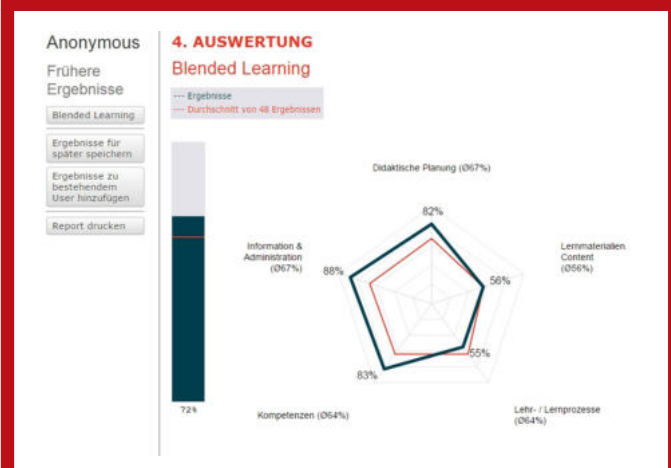 Anonymous
Frühere
Ergebnisse
Blended Learning
Ergebnisse für
später speichern
Ergebnisse zu
bestehendem
User hinzufügen
Report drucken
4. AUSWERTUNG
Blended Learning
--- Ergebnisse
--- Durchschnitt von 48 Ergebnissen
72%
Didaktische Planung (Ø67%)
82%
Information &
Administration
(Ø67%)
88%
Lernmaterialien
Content
(Ø56%)
56%
55%
83%
Kompetenzen (Ø64%)
Lehr- / Lernprozesse
(Ø64%)